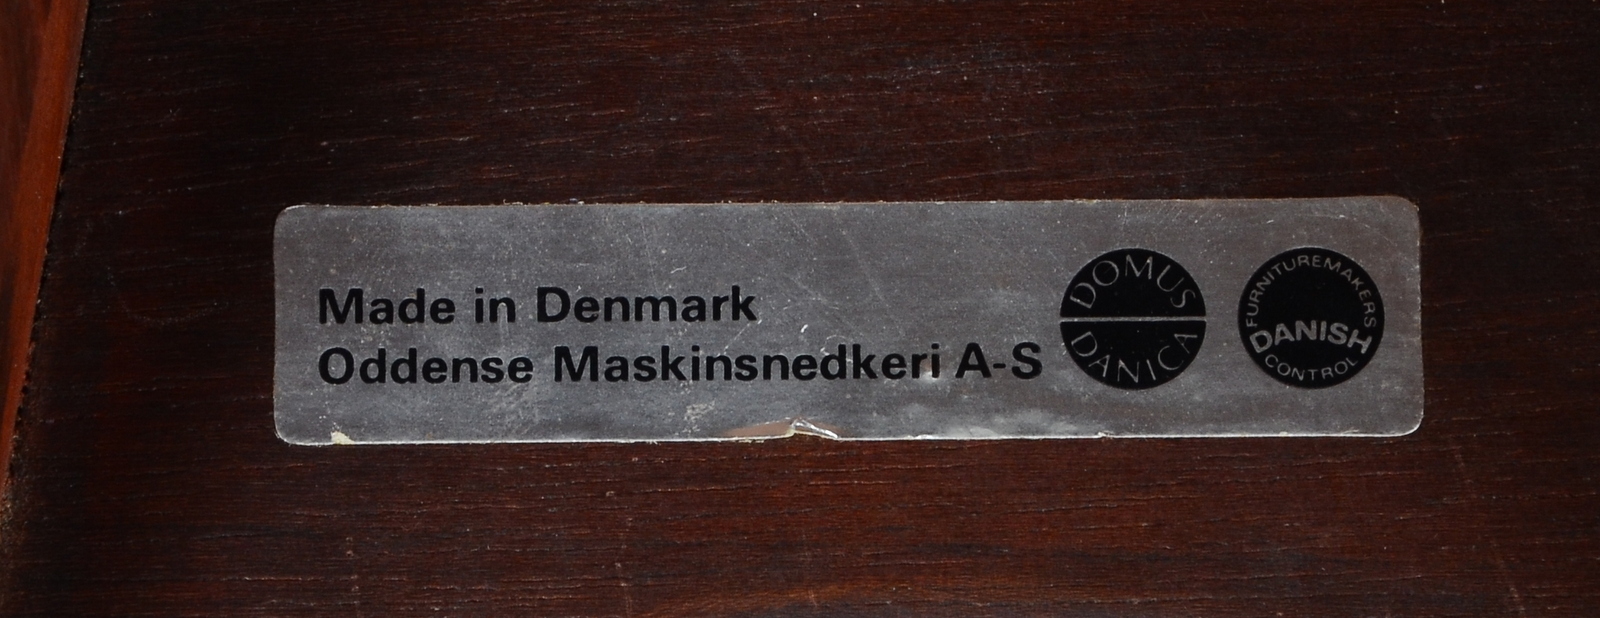 Made in Denmark
Oddense Maskinsnedkeri A-S
DOMUS
DANICA
FURNITUREMAKERS
DANISH
CONTROL